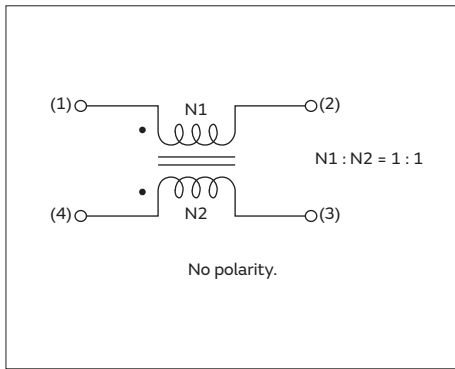 (1) N1 (2)
N1 : N2 = 1 : 1
(4) N2 (3)
No polarity.